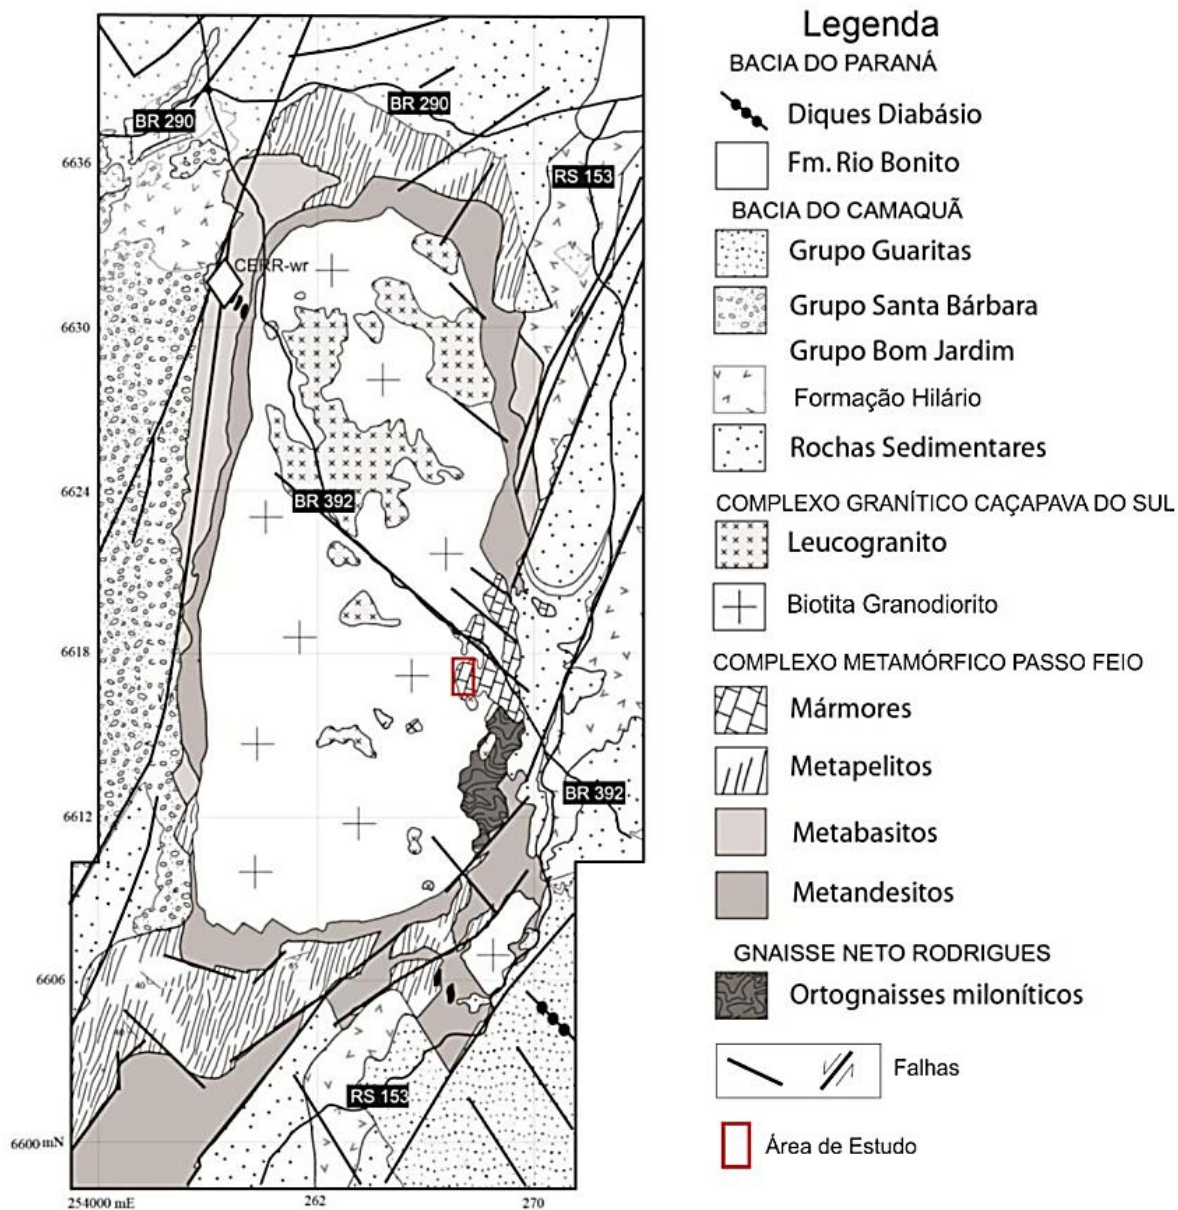 Legenda
BACIA DO PARANÁ
Diques Diabásio
Fm. Rio Bonito
BACIA DO CAMAQUÃ
Grupo Guaritas
Grupo Santa Bárbara
Grupo Bom Jardim
Formação Hilário
Rochas Sedimentares
COMPLEXO GRANÍTICO CAÇAPAVA DO SUL
Leucogranito
Biotita Granodiorito
COMPLEXO METAMÓRFICO PASSO FEIO
Mármores
Metapelitos
Metabasitos
Metandesitos
GNAISSE NETO RODRIGUES
Ortognaisses miloníticos
Falhas
Área de Estudo
BR 290
BR 290
6636
RS 153
CERR-wr
6630
6624
BR 392
6618
BR 392
6612
6606
40
RS 153
6600 mN
254000 mE
262
270